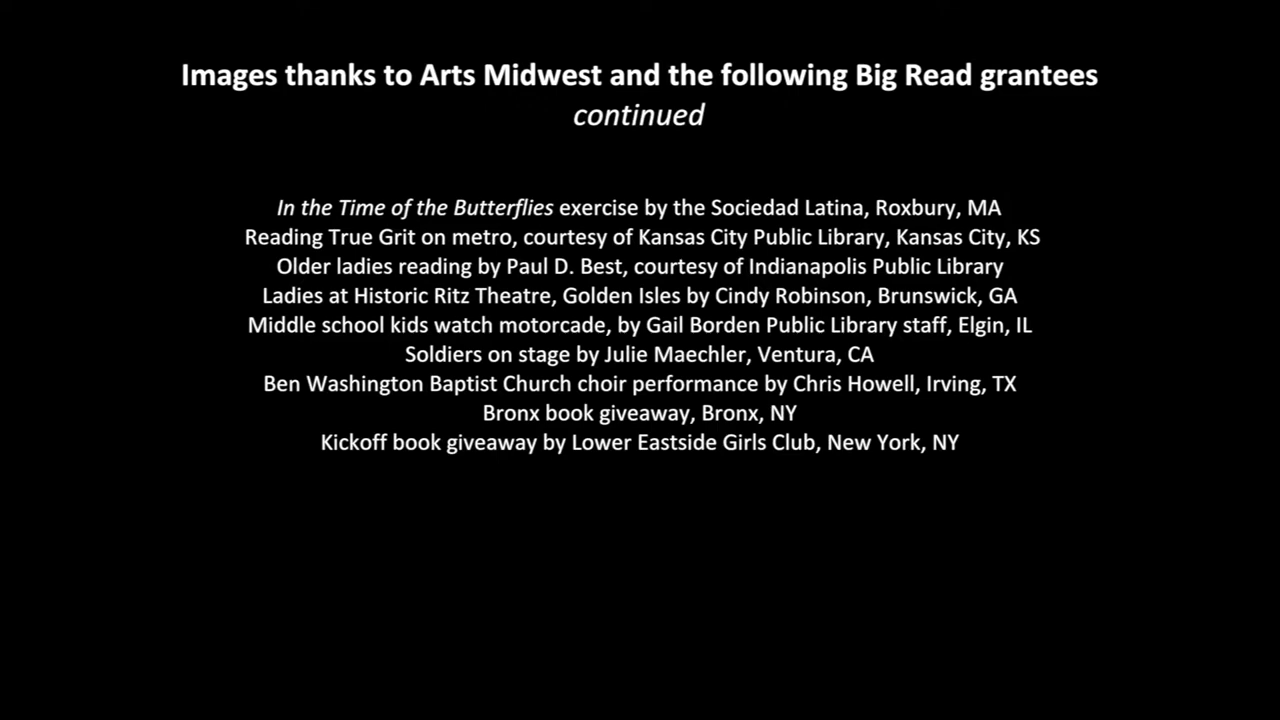 Images thanks to Arts Midwest and the following Big Read grantees
continued
In the Time of the Butterflies exercise by the Sociedad Latina, Roxbury, MA
Reading True Grit on metro, courtesy of Kansas City Public Library, Kansas City, KS
Older ladies reading by Paul D. Best, courtesy of Indianapolis Public Library
Ladies at Historic Ritz Theatre, Golden Isles by Cindy Robinson, Brunswick, GA
Middle school kids watch motorcade, by Gail Borden Public Library staff, Elgin, IL
Soldiers on stage by Julie Maechler, Ventura, CA
Ben Washington Baptist Church choir performance by Chris Howell, Irving, TX
Bronx book giveaway, Bronx, NY
Kickoff book giveaway by Lower Eastside Girls Club, New York, NY